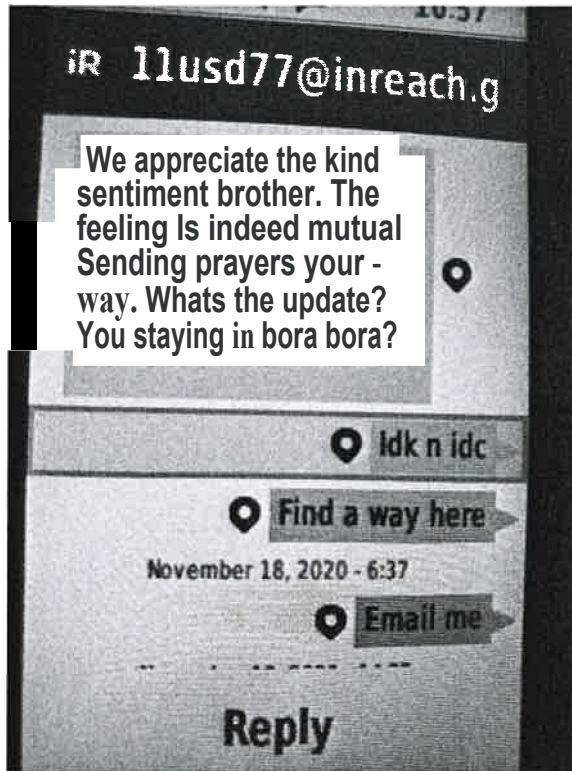 10:57
iR 11usd77@inreach.g
We appreciate the kind
sentiment brother. The
feeling Is indeed mutual
Sending prayers your -
way. Whats the update?
You staying in bora bora?
Idk n idc
Find a way here
November 18, 2020 - 6:37
Email me
Reply